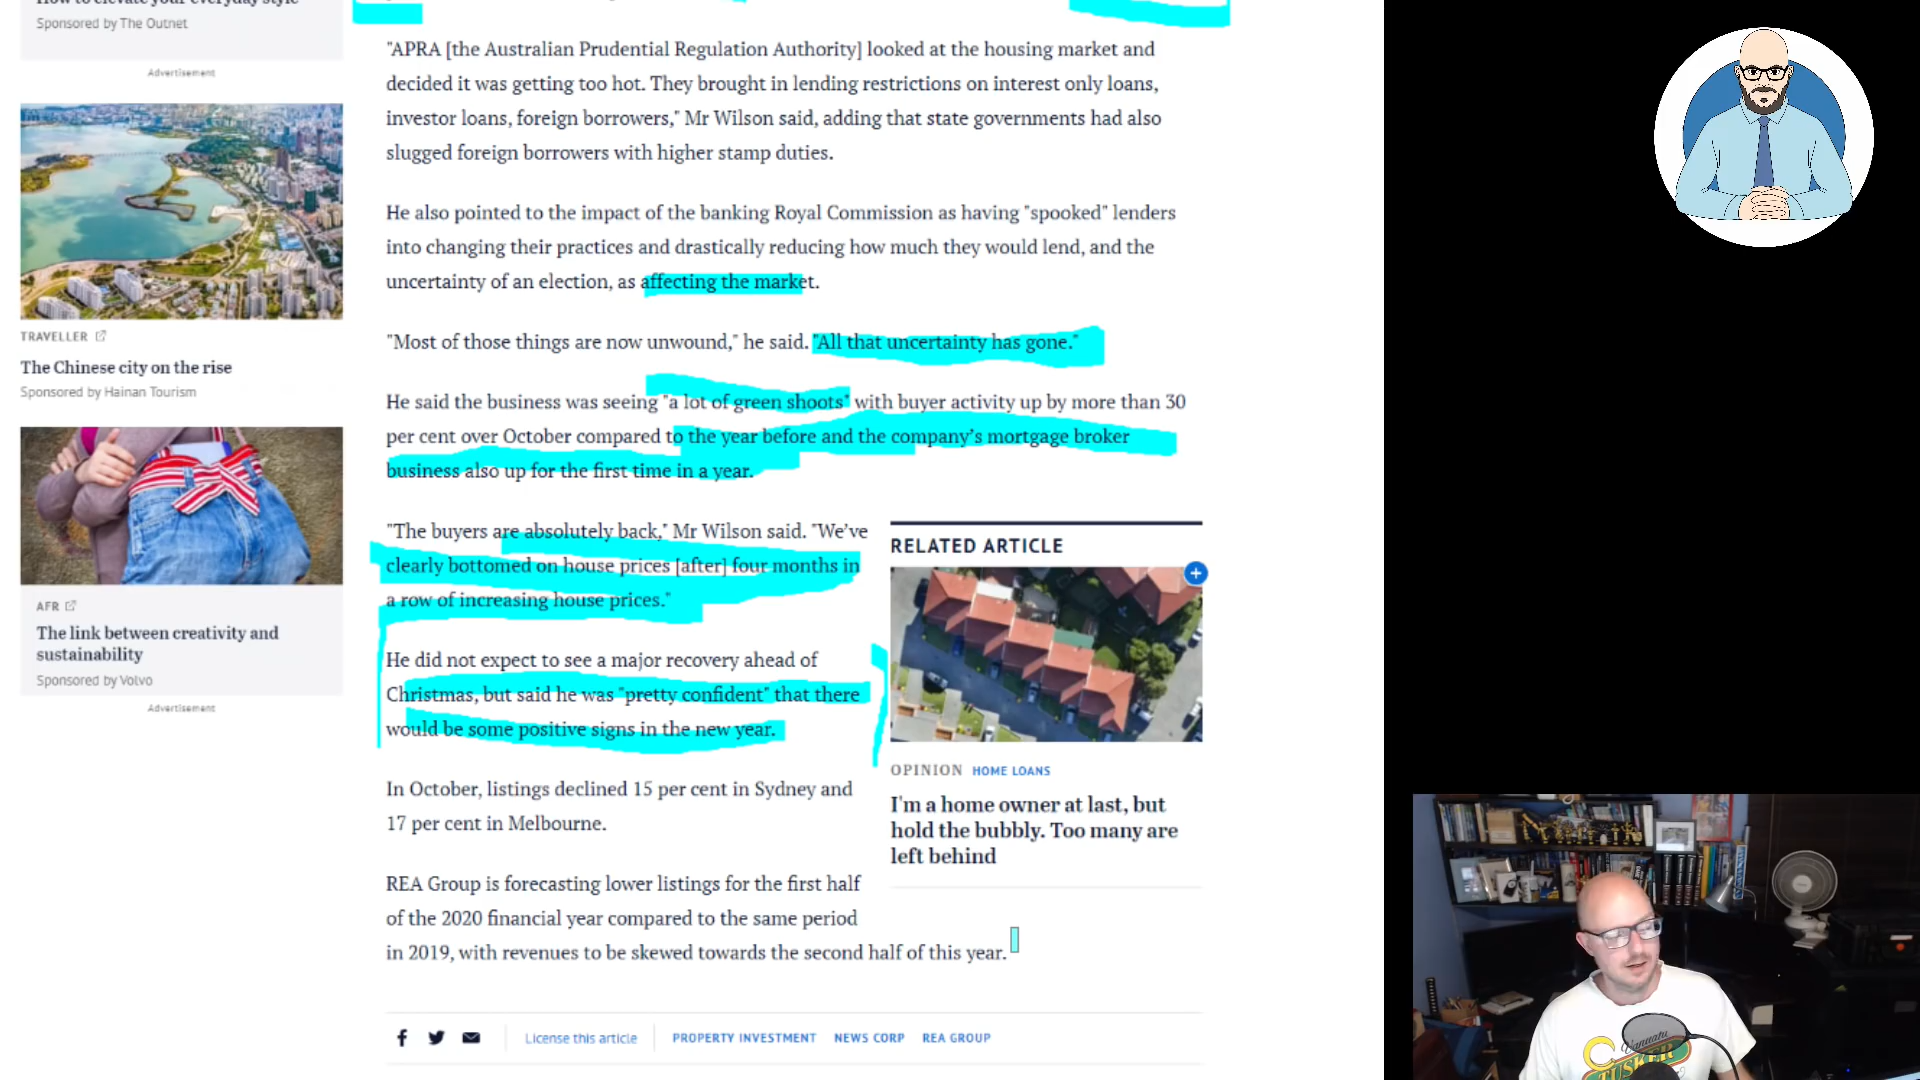 How to elevate your everyday style
Sponsored by The Outnet
Advertisement
TRAVELLER
The Chinese city on the rise
Sponsored by Hainan Tourism
AFR
The link between creativity and
sustainability
Sponsored by Volvo
Advertisement
"APRA [the Australian Prudential Regulation Authority] looked at the housing market and
decided it was getting too hot. They brought in lending restrictions on interest only loans,
investor loans, foreign borrowers," Mr Wilson said, adding that state governments had also
slugged foreign borrowers with higher stamp duties.
He also pointed to the impact of the banking Royal Commission as having "spooked" lenders
into changing their practices and drastically reducing how much they would lend, and the
uncertainty of an election, as affecting the market.
"Most of those things are now unwound," he said. "All that uncertainty has gone."
He said the business was seeing "a lot of green shoots" with buyer activity up by more than 30
per cent over October compared to the year before and the company's mortgage broker
business also up for the first time in a year.
"The buyers are absolutely back," Mr Wilson said. "We've
clearly bottomed on house prices [after] four months in
a row of increasing house prices."
He did not expect to see a major recovery ahead of
Christmas, but said he was "pretty confident" that there
would be some positive signs in the new year.
In October, listings declined 15 per cent in Sydney and
17 per cent in Melbourne.
REA Group is forecasting lower listings for the first half
of the 2020 financial year compared to the same period
in 2019, with revenues to be skewed towards the second half of this year.
RELATED ARTICLE
OPINION HOME LOANS
I'm a home owner at last, but
hold the bubbly. Too many are
left behind
License this article
PROPERTY INVESTMENT NEWS CORP REA GROUP
Vanuatu
TUSKER